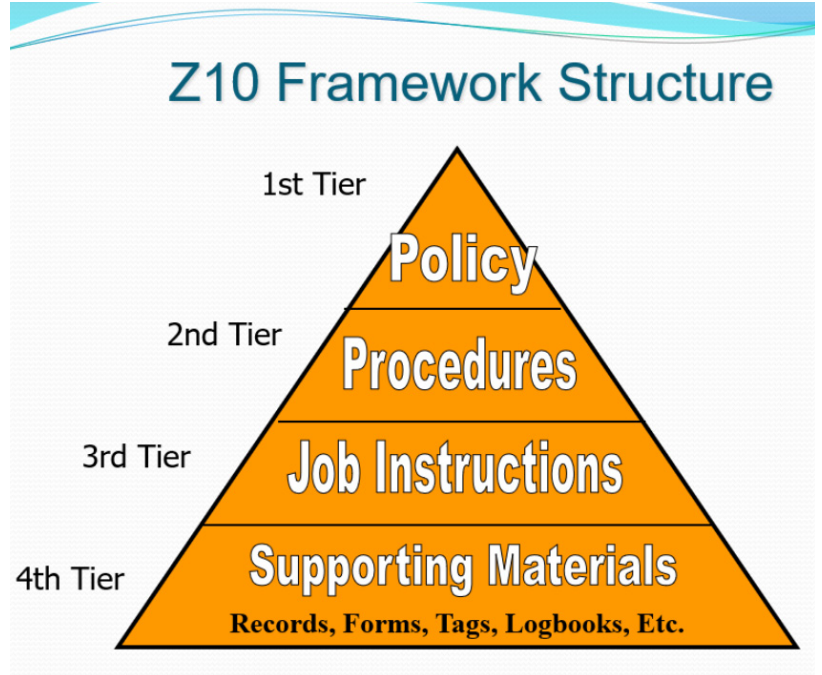 Z10 Framework Structure
1st Tier
Policy
2nd Tier
Procedures
3rd Tier
Job Instructions
4th Tier
Supporting Materials
Records, Forms, Tags, Logbooks, Etc.